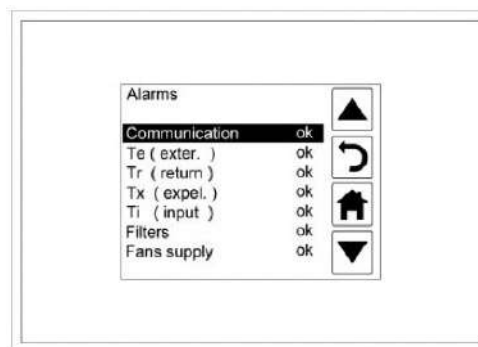 Alarms
Communication ok
Te ( exter. ) ok
Tr ( return ) ok
Tx ( expel. ) ok
Ti ( input ) ok
Filters ok
Fans supply ok